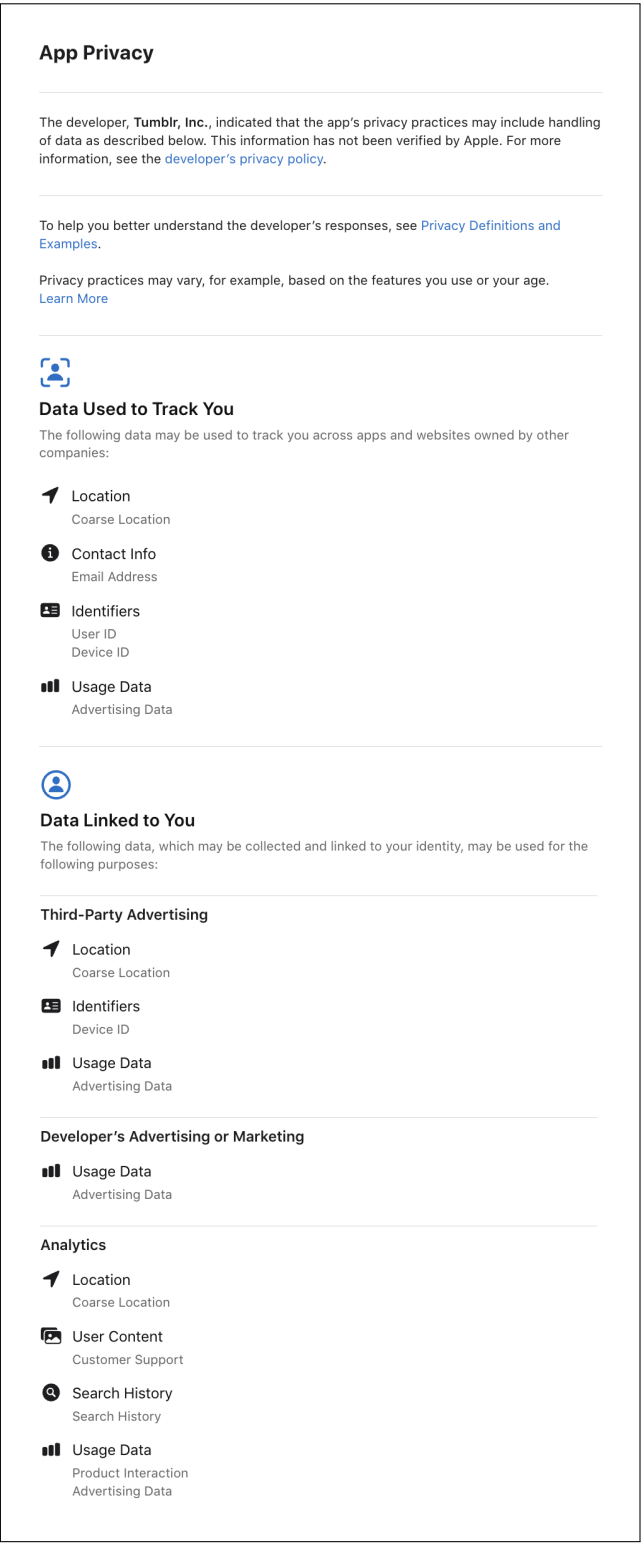 App Privacy
The developer, Tumblr, Inc., indicated that the app’s privacy practices may include handling
of data as described below. This information has not been verified by Apple. For more
information, see the developer’s privacy policy.
To help you better understand the developer’s responses, see Privacy Definitions and
Examples.
Privacy practices may vary, for example, based on the features you use or your age.
Learn More
Data Used to Track You
The following data may be used to track you across apps and websites owned by other
companies:
Location
Coarse Location
Contact Info
Email Address
Identifiers
User ID
Device ID
Usage Data
Advertising Data
Data Linked to You
The following data, which may be collected and linked to your identity, may be used for the
following purposes:
Third-Party Advertising
Location
Coarse Location
Identifiers
Device ID
Usage Data
Advertising Data
Developer’s Advertising or Marketing
Usage Data
Advertising Data
Analytics
Location
Coarse Location
User Content
Customer Support
Search History
Search History
Usage Data
Product Interaction
Advertising Data